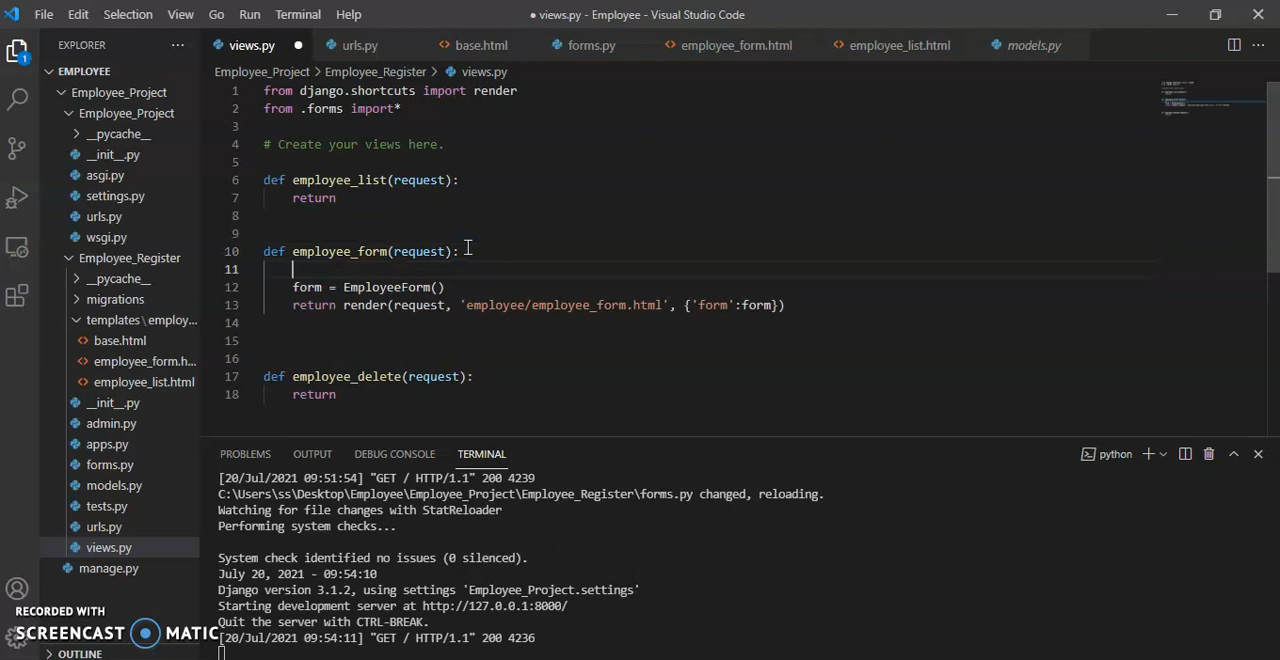 File Edit Selection View Go Run Terminal Help
● views.py - Employee - Visual Studio Code
EXPLORER
views.py urls.py base.html forms.py employee_form.html employee_list.html models.py
1
EMPLOYEE
Employee_Project
Employee_Project
__pycache__
__init__.py
asgi.py
settings.py
urls.py
wsgi.py
Employee_Register
__pycache__
migrations
templates\employ...
base.html
employee_form.h...
employee_list.html
__init__.py
admin.py
apps.py
forms.py
models.py
tests.py
urls.py
views.py
manage.py
OUTLINE
Employee_Project > Employee_Register > views.py
1 from django.shortcuts import render
2 from .forms import*
3
4 # Create your views here.
5
6 def employee_list(request):
7 return
8
9
10 def employee_form(request):
11
12 form = EmployeeForm()
13 return render(request, 'employee/employee_form.html', {'form':form})
14
15
16
17 def employee_delete(request):
18 return
PROBLEMS OUTPUT DEBUG CONSOLE TERMINAL
python
[20/Jul/2021 09:51:54] "GET / HTTP/1.1" 200 4239
C:\Users\ss\Desktop\Employee\Employee_Project\Employee_Register\forms.py changed, reloading.
Watching for file changes with StatReloader
Performing system checks...
System check identified no issues (0 silenced).
July 20, 2021 - 09:54:10
Django version 3.1.2, using settings 'Employee_Project.settings'
Starting development server at http://127.0.0.1:8000/
Quit the server with CTRL-BREAK.
[20/Jul/2021 09:54:11] "GET / HTTP/1.1" 200 4236
RECORDED WITH
SCREENCAST MATIC